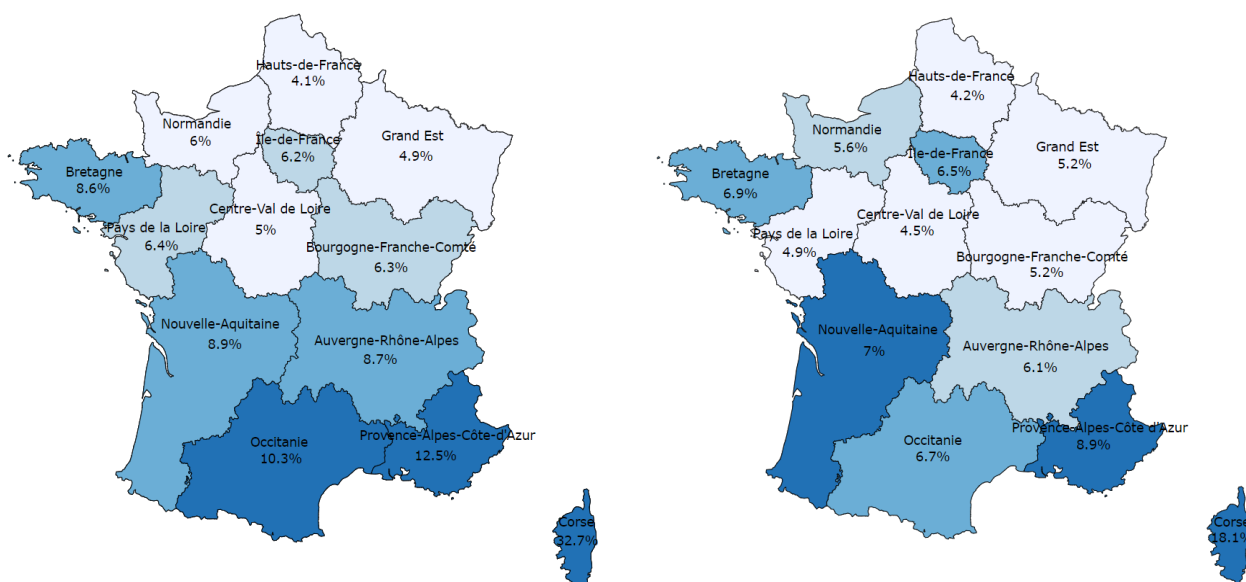 Hauts-de-France
4.1%
Normandie
6%
Île-de-France
6.2%
Grand Est
4.9%
Bretagne
8.6%
Pays de la Loire
6.4%
Centre-Val de Loire
5%
Bourgogne-Franche-Comté
6.3%
Nouvelle-Aquitaine
8.9%
Auvergne-Rhône-Alpes
8.7%
Occitanie
10.3%
Provence-Alpes-Côte-d'Azur
12.5%
Corse
32.7%
Hauts-de-France
4.2%
Normandie
5.6%
Île-de-France
6.5%
Grand Est
5.2%
Bretagne
6.9%
Pays de la Loire
4.9%
Centre-Val de Loire
4.5%
Bourgogne-Franche-Comté
5.2%
Nouvelle-Aquitaine
7%
Auvergne-Rhône-Alpes
6.1%
Occitanie
6.7%
Provence-Alpes-Côte d'Azur
8.9%
Corse
18.1%